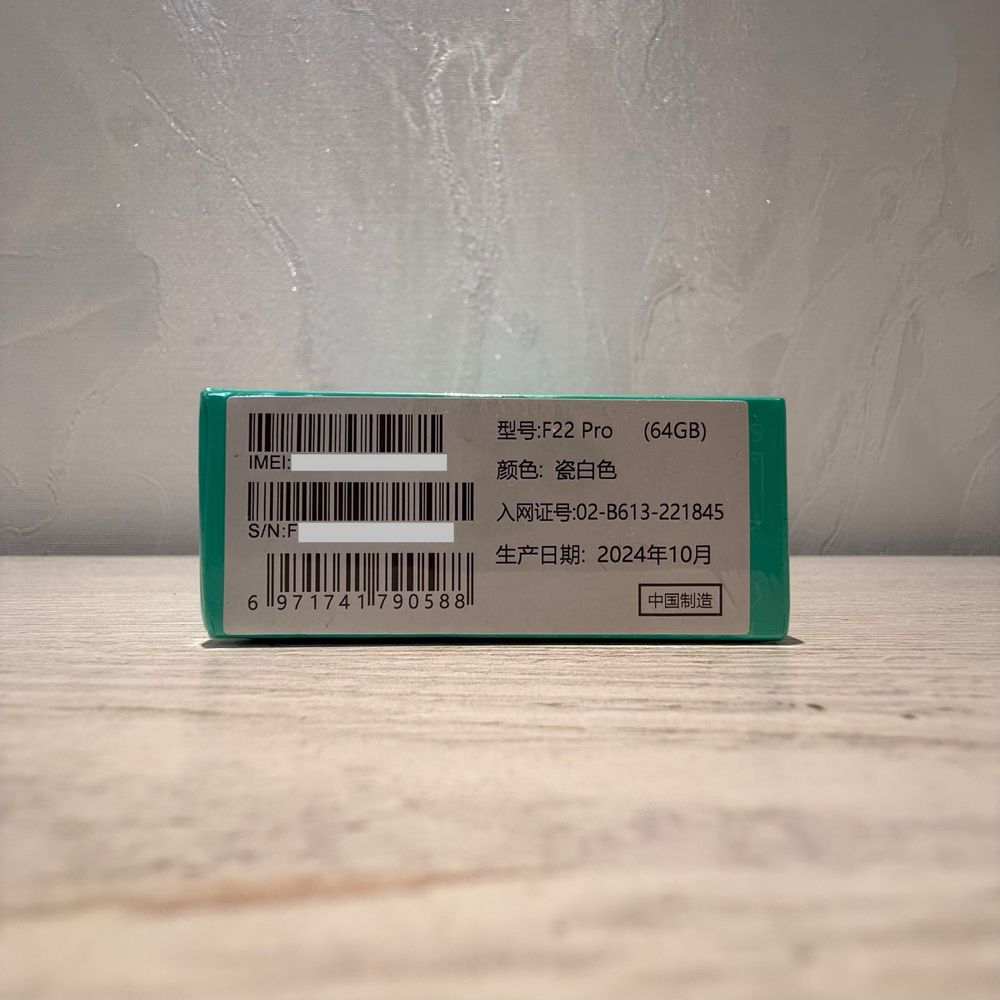 IMEI:
S/N:F
6 971741 790588
型号:F22 Pro (64GB)
颜色: 瓷白色
入网证号:02-B613-221845
生产日期: 2024年10月
中国制造